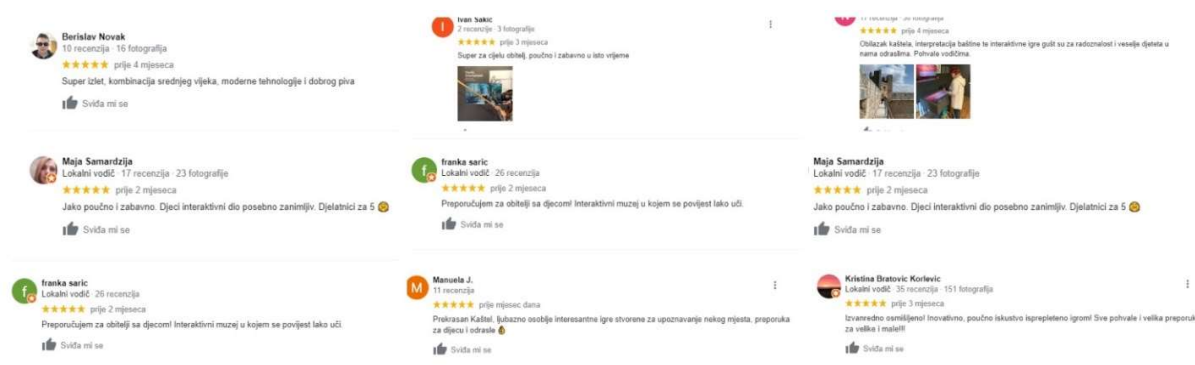 Berislav Novak
10 recenzija · 16 fotografija
prije 4 mjeseca
Super izlet, kombinacija srednjeg vijeka, moderne tehnologije i dobrog piva
Sviđa mi se
Ivan Sakic
2 recenzije · 3 fotografije
prije 3 mjeseca
Super za cijelu obitelj, poučno i zabavno u isto vrijeme
prije 4 mjeseca
Obilazak kaštela, interpretacija baštine te interaktivne igre gušt su za radoznalost i veselje djeteta u
nama odraslima. Pohvala vodičima.
Maja Samardzija
Lokalni vodič · 17 recenzija · 23 fotografije
prije 2 mjeseca
Jako poučno i zabavno. Djeci interaktivni dio posebno zanimljiv. Djelatnici za 5
Sviđa mi se
franka saric
Lokalni vodič · 26 recenzija
prije 2 mjeseca
Preporučujem za obitelji sa djecom! Interaktivni muzej u kojem se povijest lako uči.
Sviđa mi se
Maja Samardzija
Lokalni vodič · 17 recenzija · 23 fotografije
prije 2 mjeseca
Jako poučno i zabavno. Djeci interaktivni dio posebno zanimljiv. Djelatnici za 5
Sviđa mi se
franka saric
Lokalni vodič · 26 recenzija
prije 2 mjeseca
Preporučujem za obitelji sa djecom! Interaktivni muzej u kojem se povijest lako uči.
Sviđa mi se
Manuela J.
11 recenzija
prije mjesec dana
Prekrasan Kaštel, ljubazno osoblje interesantne igre stvorene za upoznavanje nekog mjesta, preporuka
za dijecu i odrasle
Sviđa mi se
Kristina Bratovic Korlevic
Lokalni vodič · 35 recenzija · 151 fotografija
prije 3 mjeseca
Izvanredno osmišljeno! Inovativno, poučno iskustvo isprepleteno igrom! Sve pohvale i velika preporuk
za velike i male!!!
Sviđa mi se